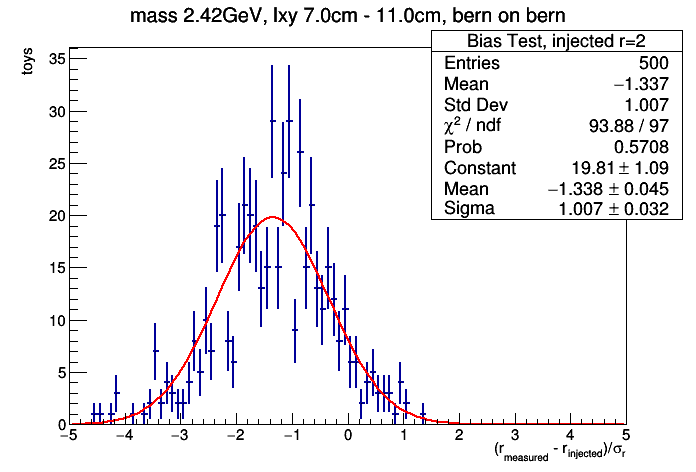 mass 2.42GeV, lxy 7.0cm - 11.0cm, bern on bern
Bias Test, injected r=2
Entries 500
Mean −1.337
Std Dev 1.007
χ² / ndf 93.88 / 97
Prob 0.5708
Constant 19.81 ± 1.09
Mean −1.338 ± 0.045
Sigma 1.007 ± 0.032
toys
35
30
25
20
15
10
5
0
−5 −4 −3 −2 −1 0 1 2 3 4 5
(r_measured - r_injected)/σ_r